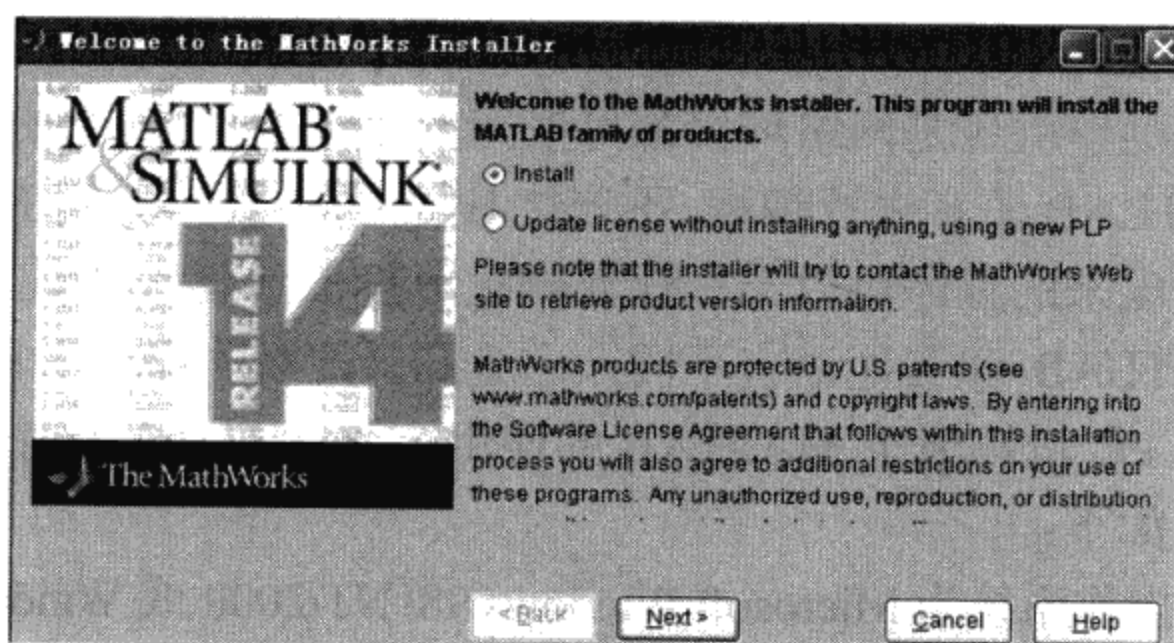 Welcome to the MathWorks Installer
MATLAB®
& SIMULINK®
RELEASE
14
The MathWorks
Welcome to the MathWorks Installer. This program will install the
MATLAB family of products.
Install
Update license without installing anything, using a new PLP
Please note that the installer will try to contact the MathWorks Web
site to retrieve product version information.
MathWorks products are protected by U.S. patents (see
www.mathworks.com/patents) and copyright laws. By entering into
the Software License Agreement that follows within this installation
process you will also agree to additional restrictions on your use of
these programs. Any unauthorized use, reproduction, or distribution
< Back
Next >
Cancel
Help